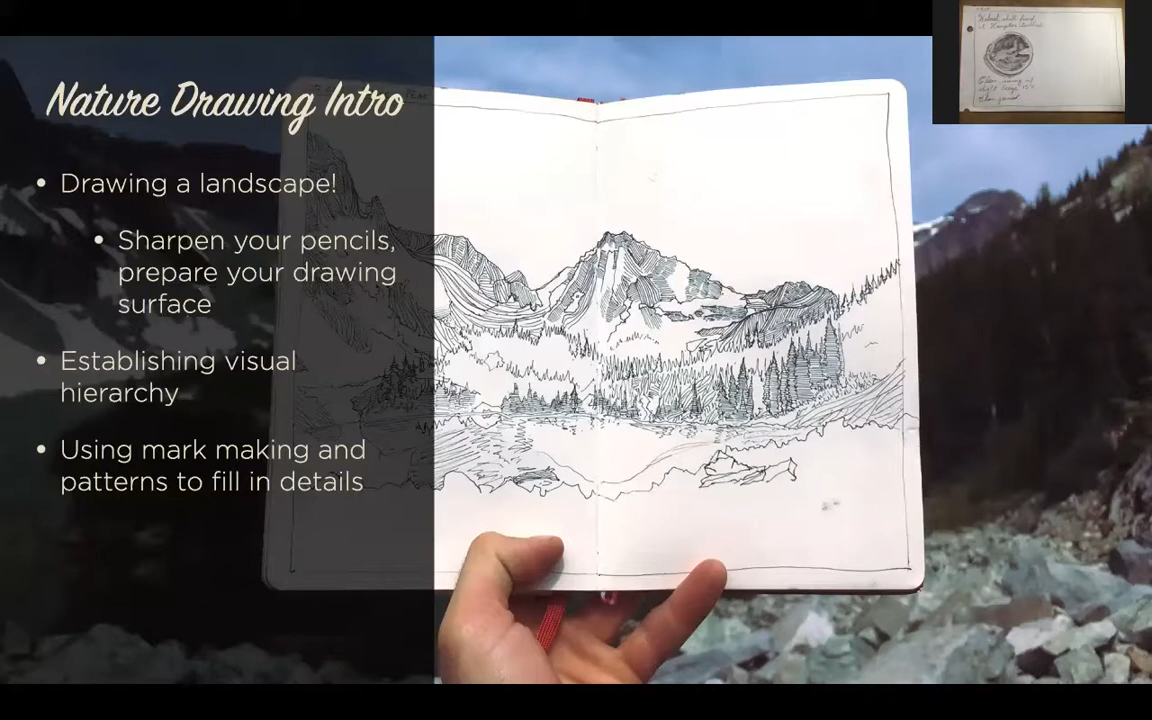 Nature Drawing Intro
• Drawing a landscape!
• Sharpen your pencils,
prepare your drawing
surface
• Establishing visual
hierarchy
• Using mark making and
patterns to fill in details